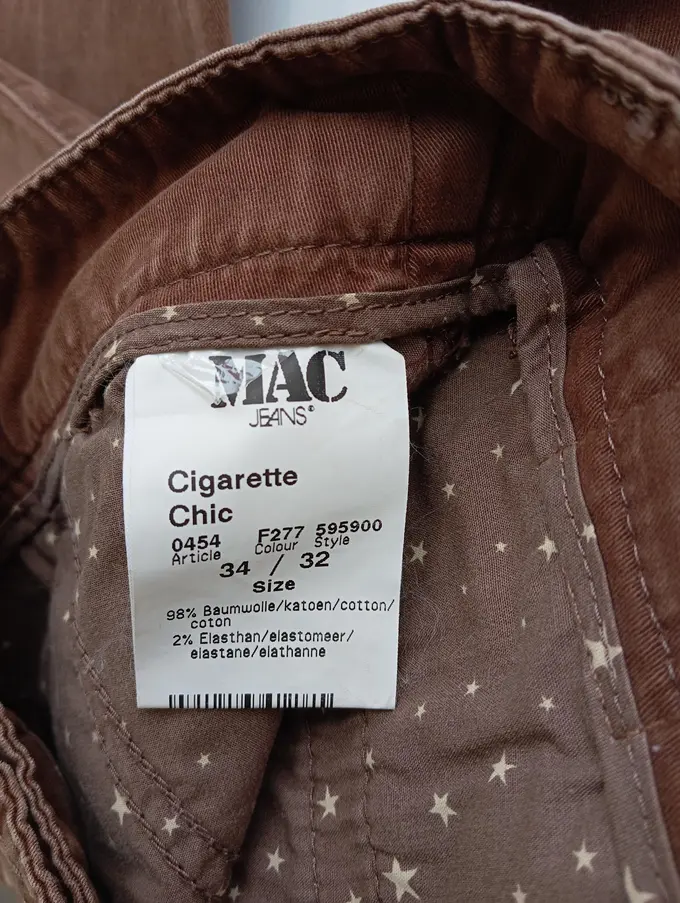 MAC
JEANS®
Cigarette
Chic
0454 F277 595900
Article Colour Style
34 / 32
Size
98% Baumwolle/katoen/cotton/
coton
2% Elasthan/elastomeer/
elastane/elathanne